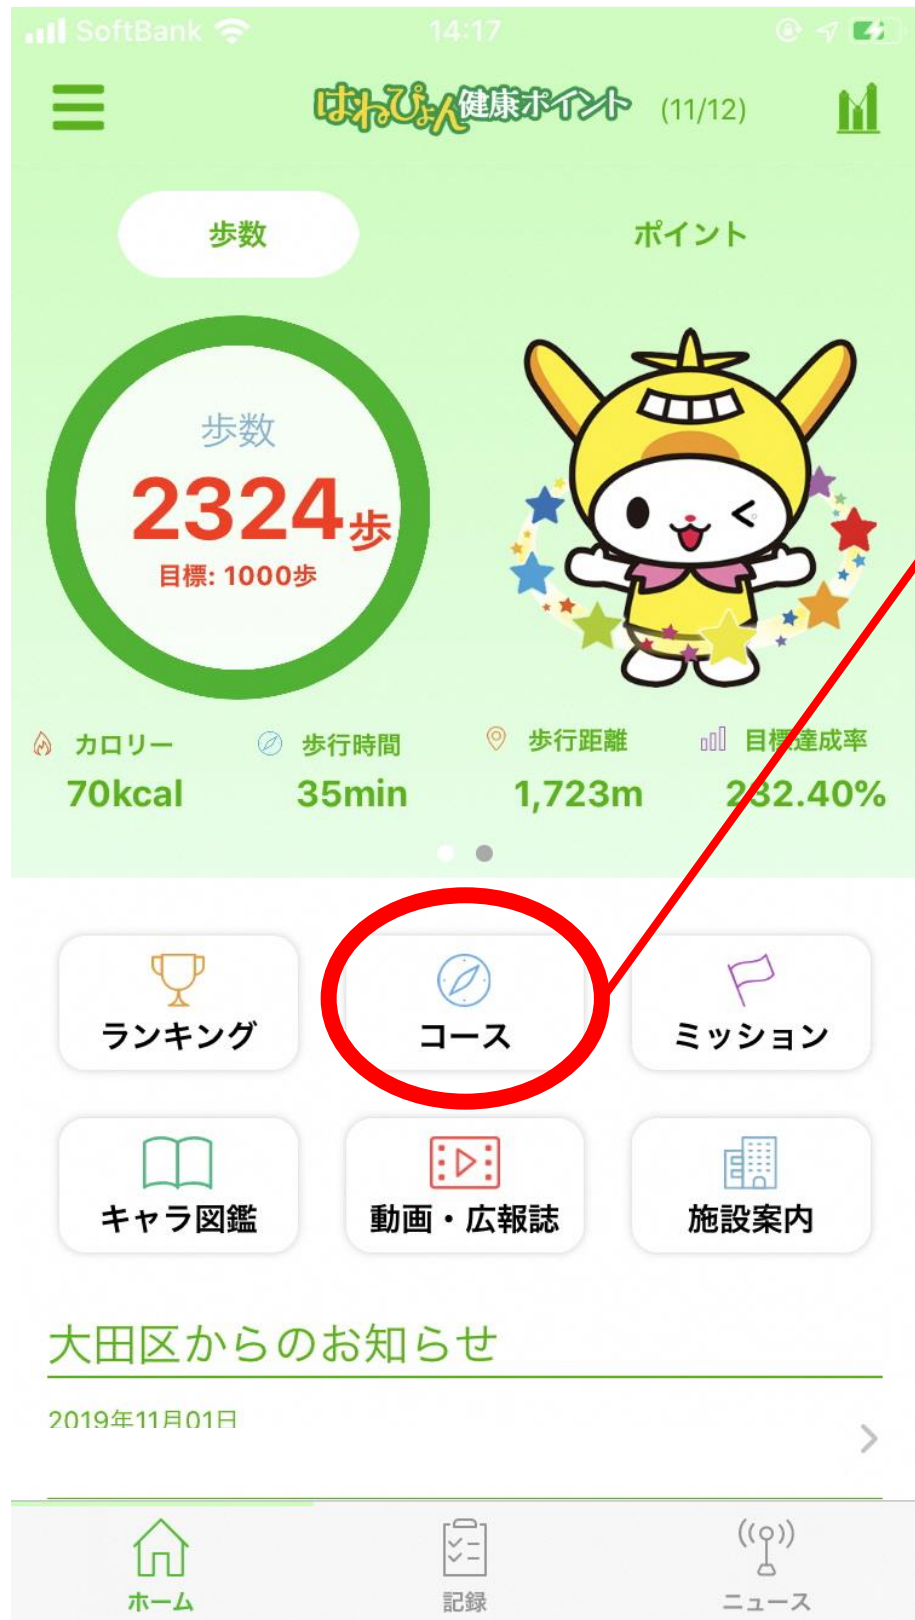 SoftBank 14:17
はねぴょん健康ポイント (11/12)
歩数 ポイント
歩数
2324歩
目標: 1000歩
カロリー 歩行時間 歩行距離 目標達成率
70kcal 35min 1,723m 232.40%
ランキング コース ミッション
キャラ図鑑 動画・広報誌 施設案内
大田区からのお知らせ
2019年11月01日
ホーム 記録 ニュース